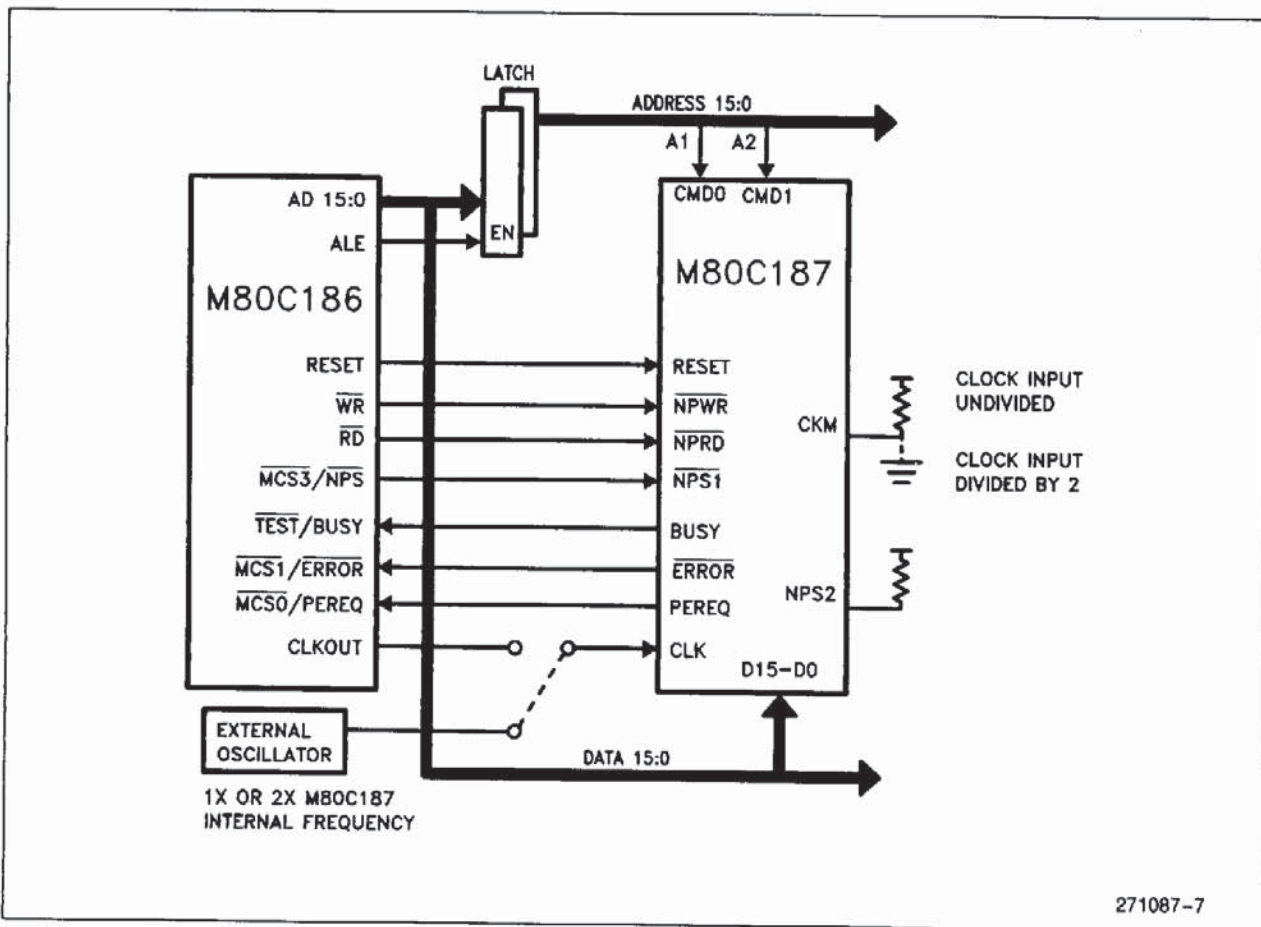 LATCH
ADDRESS 15:0
A1 A2
AD 15:0
ALE
EN
CMD0 CMD1
M80C186
M80C187
RESET
WR
RD
MCS3/NPS
TEST/BUSY
MCS1/ERROR
MCS0/PEREQ
CLKOUT
RESET
NPWR
NPRD
NPS1
BUSY
ERROR
PEREQ
CLK
CKM
NPS2
D15-D0
CLOCK INPUT
UNDIVIDED
CLOCK INPUT
DIVIDED BY 2
EXTERNAL
OSCILLATOR
DATA 15:0
1X OR 2X M80C187
INTERNAL FREQUENCY
271087-7